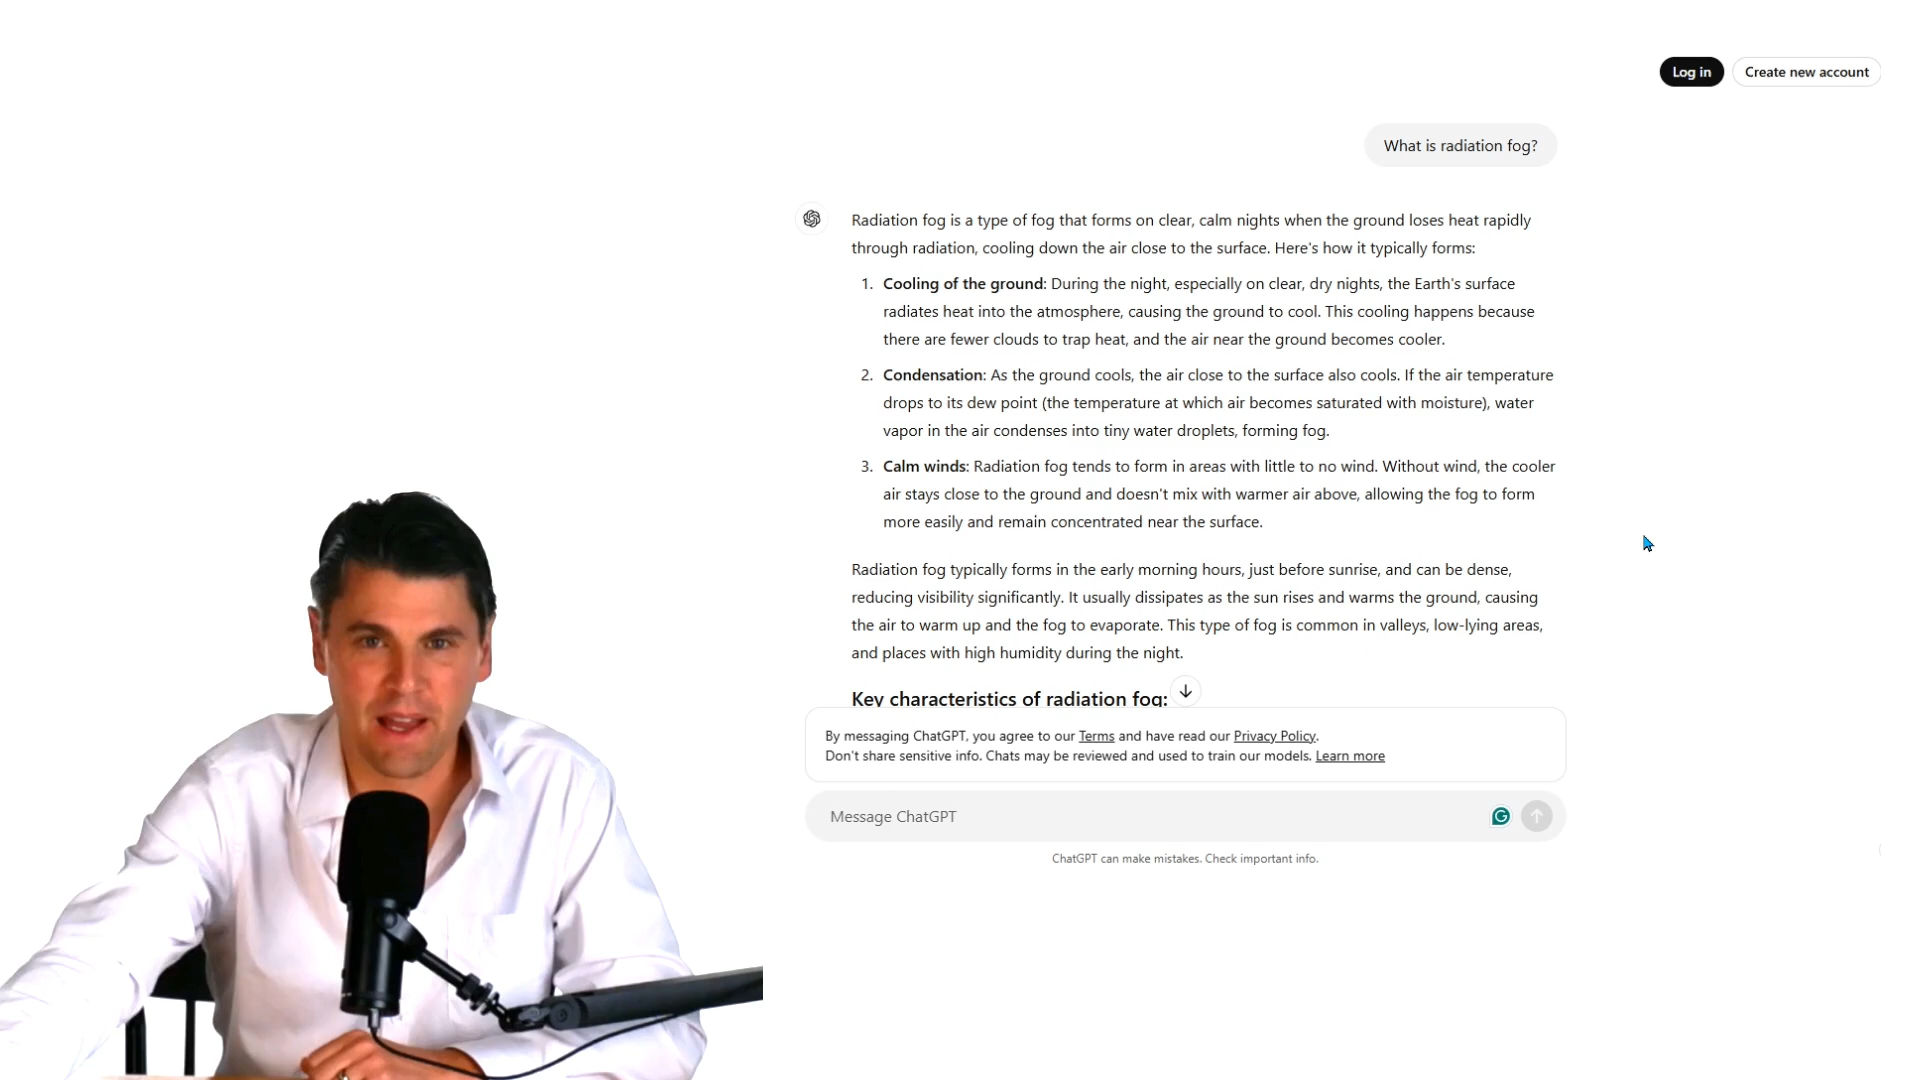 Log in
Create new account
What is radiation fog?
Radiation fog is a type of fog that forms on clear, calm nights when the ground loses heat rapidly
through radiation, cooling down the air close to the surface. Here's how it typically forms:
1. Cooling of the ground: During the night, especially on clear, dry nights, the Earth's surface
radiates heat into the atmosphere, causing the ground to cool. This cooling happens because
there are fewer clouds to trap heat, and the air near the ground becomes cooler.
2. Condensation: As the ground cools, the air close to the surface also cools. If the air temperature
drops to its dew point (the temperature at which air becomes saturated with moisture), water
vapor in the air condenses into tiny water droplets, forming fog.
3. Calm winds: Radiation fog tends to form in areas with little to no wind. Without wind, the cooler
air stays close to the ground and doesn't mix with warmer air above, allowing the fog to form
more easily and remain concentrated near the surface.
Radiation fog typically forms in the early morning hours, just before sunrise, and can be dense,
reducing visibility significantly. It usually dissipates as the sun rises and warms the ground, causing
the air to warm up and the fog to evaporate. This type of fog is common in valleys, low-lying areas,
and places with high humidity during the night.
Key characteristics of radiation fog:
By messaging ChatGPT, you agree to our Terms and have read our Privacy Policy.
Don't share sensitive info. Chats may be reviewed and used to train our models. Learn more
Message ChatGPT
ChatGPT can make mistakes. Check important info.